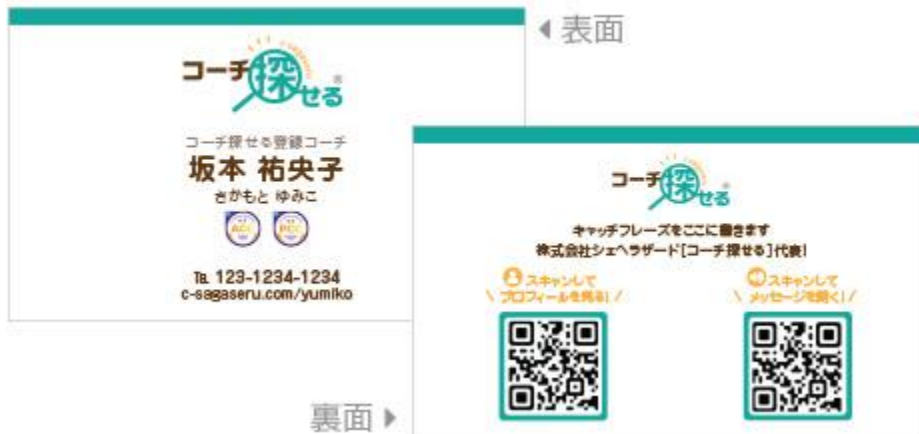 表面
コーチ探せる®
コーチ探せる登録コーチ
坂本 祐央子
さかもと ゆみこ
ACC PCC
℡ 123-1234-1234
c-sagaseru.com/yumiko
コーチ探せる®
キャッチフレーズをここに書きます
株式会社シェヘラザード[コーチ探せる]代表!
スキャンして
\ プロフィールを見る! /
スキャンして
\ メッセージを聞く! /
裏面